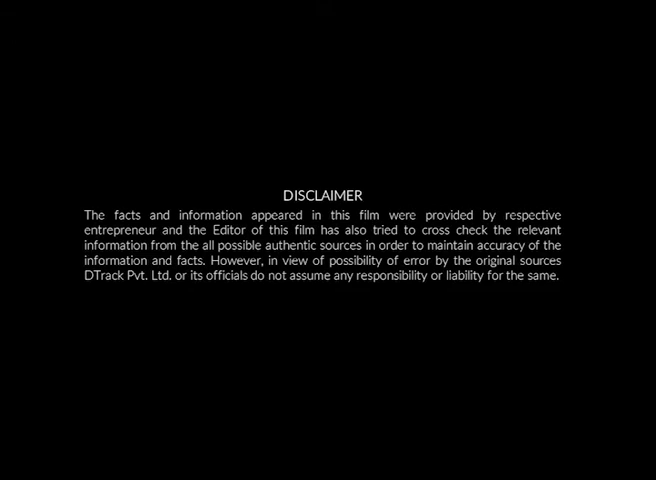 DISCLAIMER
The facts and information appeared in this film were provided by respective
entrepreneur and the Editor of this film has also tried to cross check the relevant
information from the all possible authentic sources in order to maintain accuracy of the
information and facts. However, in view of possibility of error by the original sources
DTrack Pvt. Ltd. or its officials do not assume any responsibility or liability for the same.